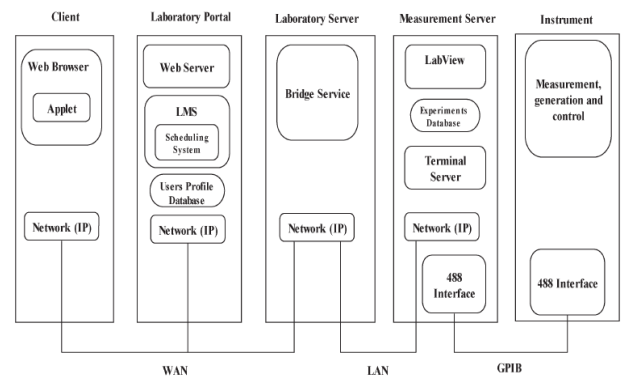 Client
Laboratory Portal
Laboratory Server
Measurement Server
Instrument
Web Browser
Applet
Network (IP)
Web Server
LMS
Scheduling
System
Users Profile
Database
Network (IP)
Bridge Service
Network (IP)
LabView
Experiments
Database
Terminal
Server
Network (IP)
488
Interface
Measurement,
generation and
control
488 Interface
WAN
LAN
GPIB